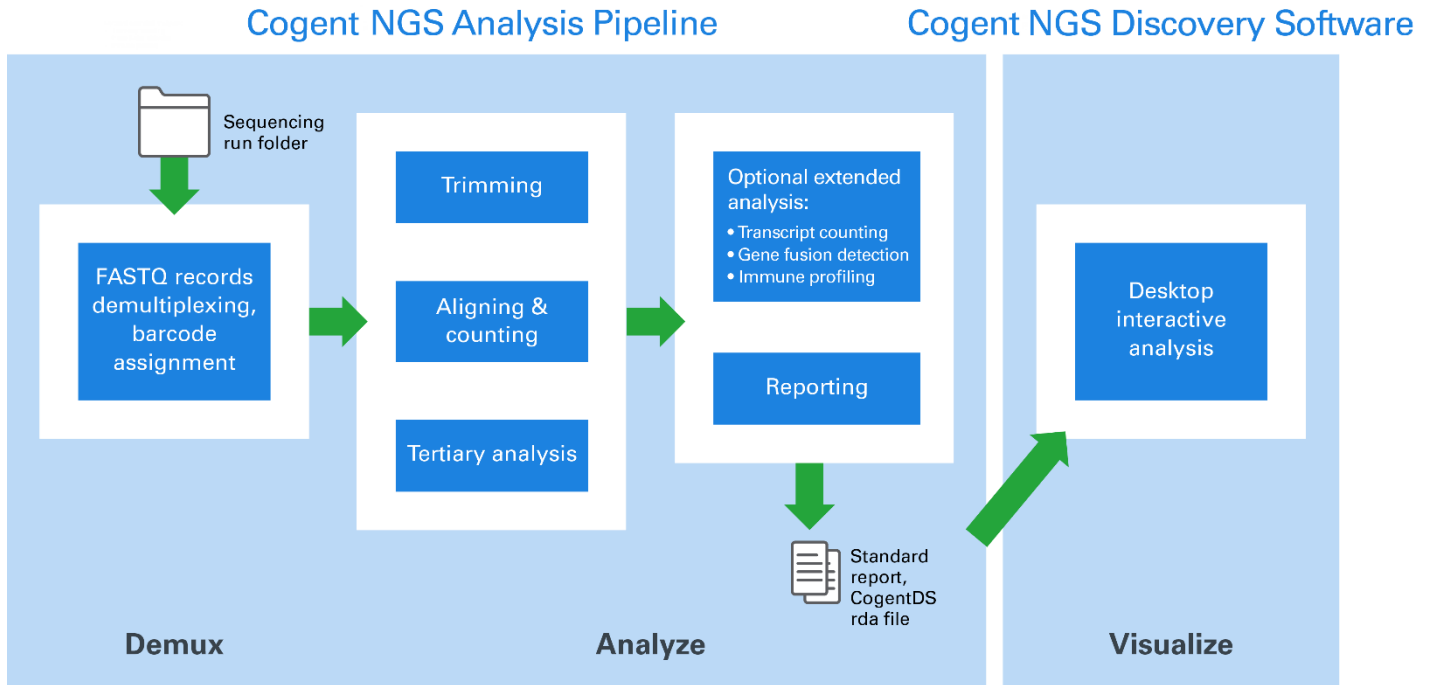 Cogent NGS Analysis Pipeline
Cogent NGS Discovery Software
Sequencing
run folder
FASTQ records
demultiplexing,
barcode
assignment
Trimming
Aligning &
counting
Tertiary analysis
Optional extended
analysis:
• Transcript counting
• Gene fusion detection
• Immune profiling
Reporting
Standard
report,
CogentDS
rda file
Desktop
interactive
analysis
Demux
Analyze
Visualize